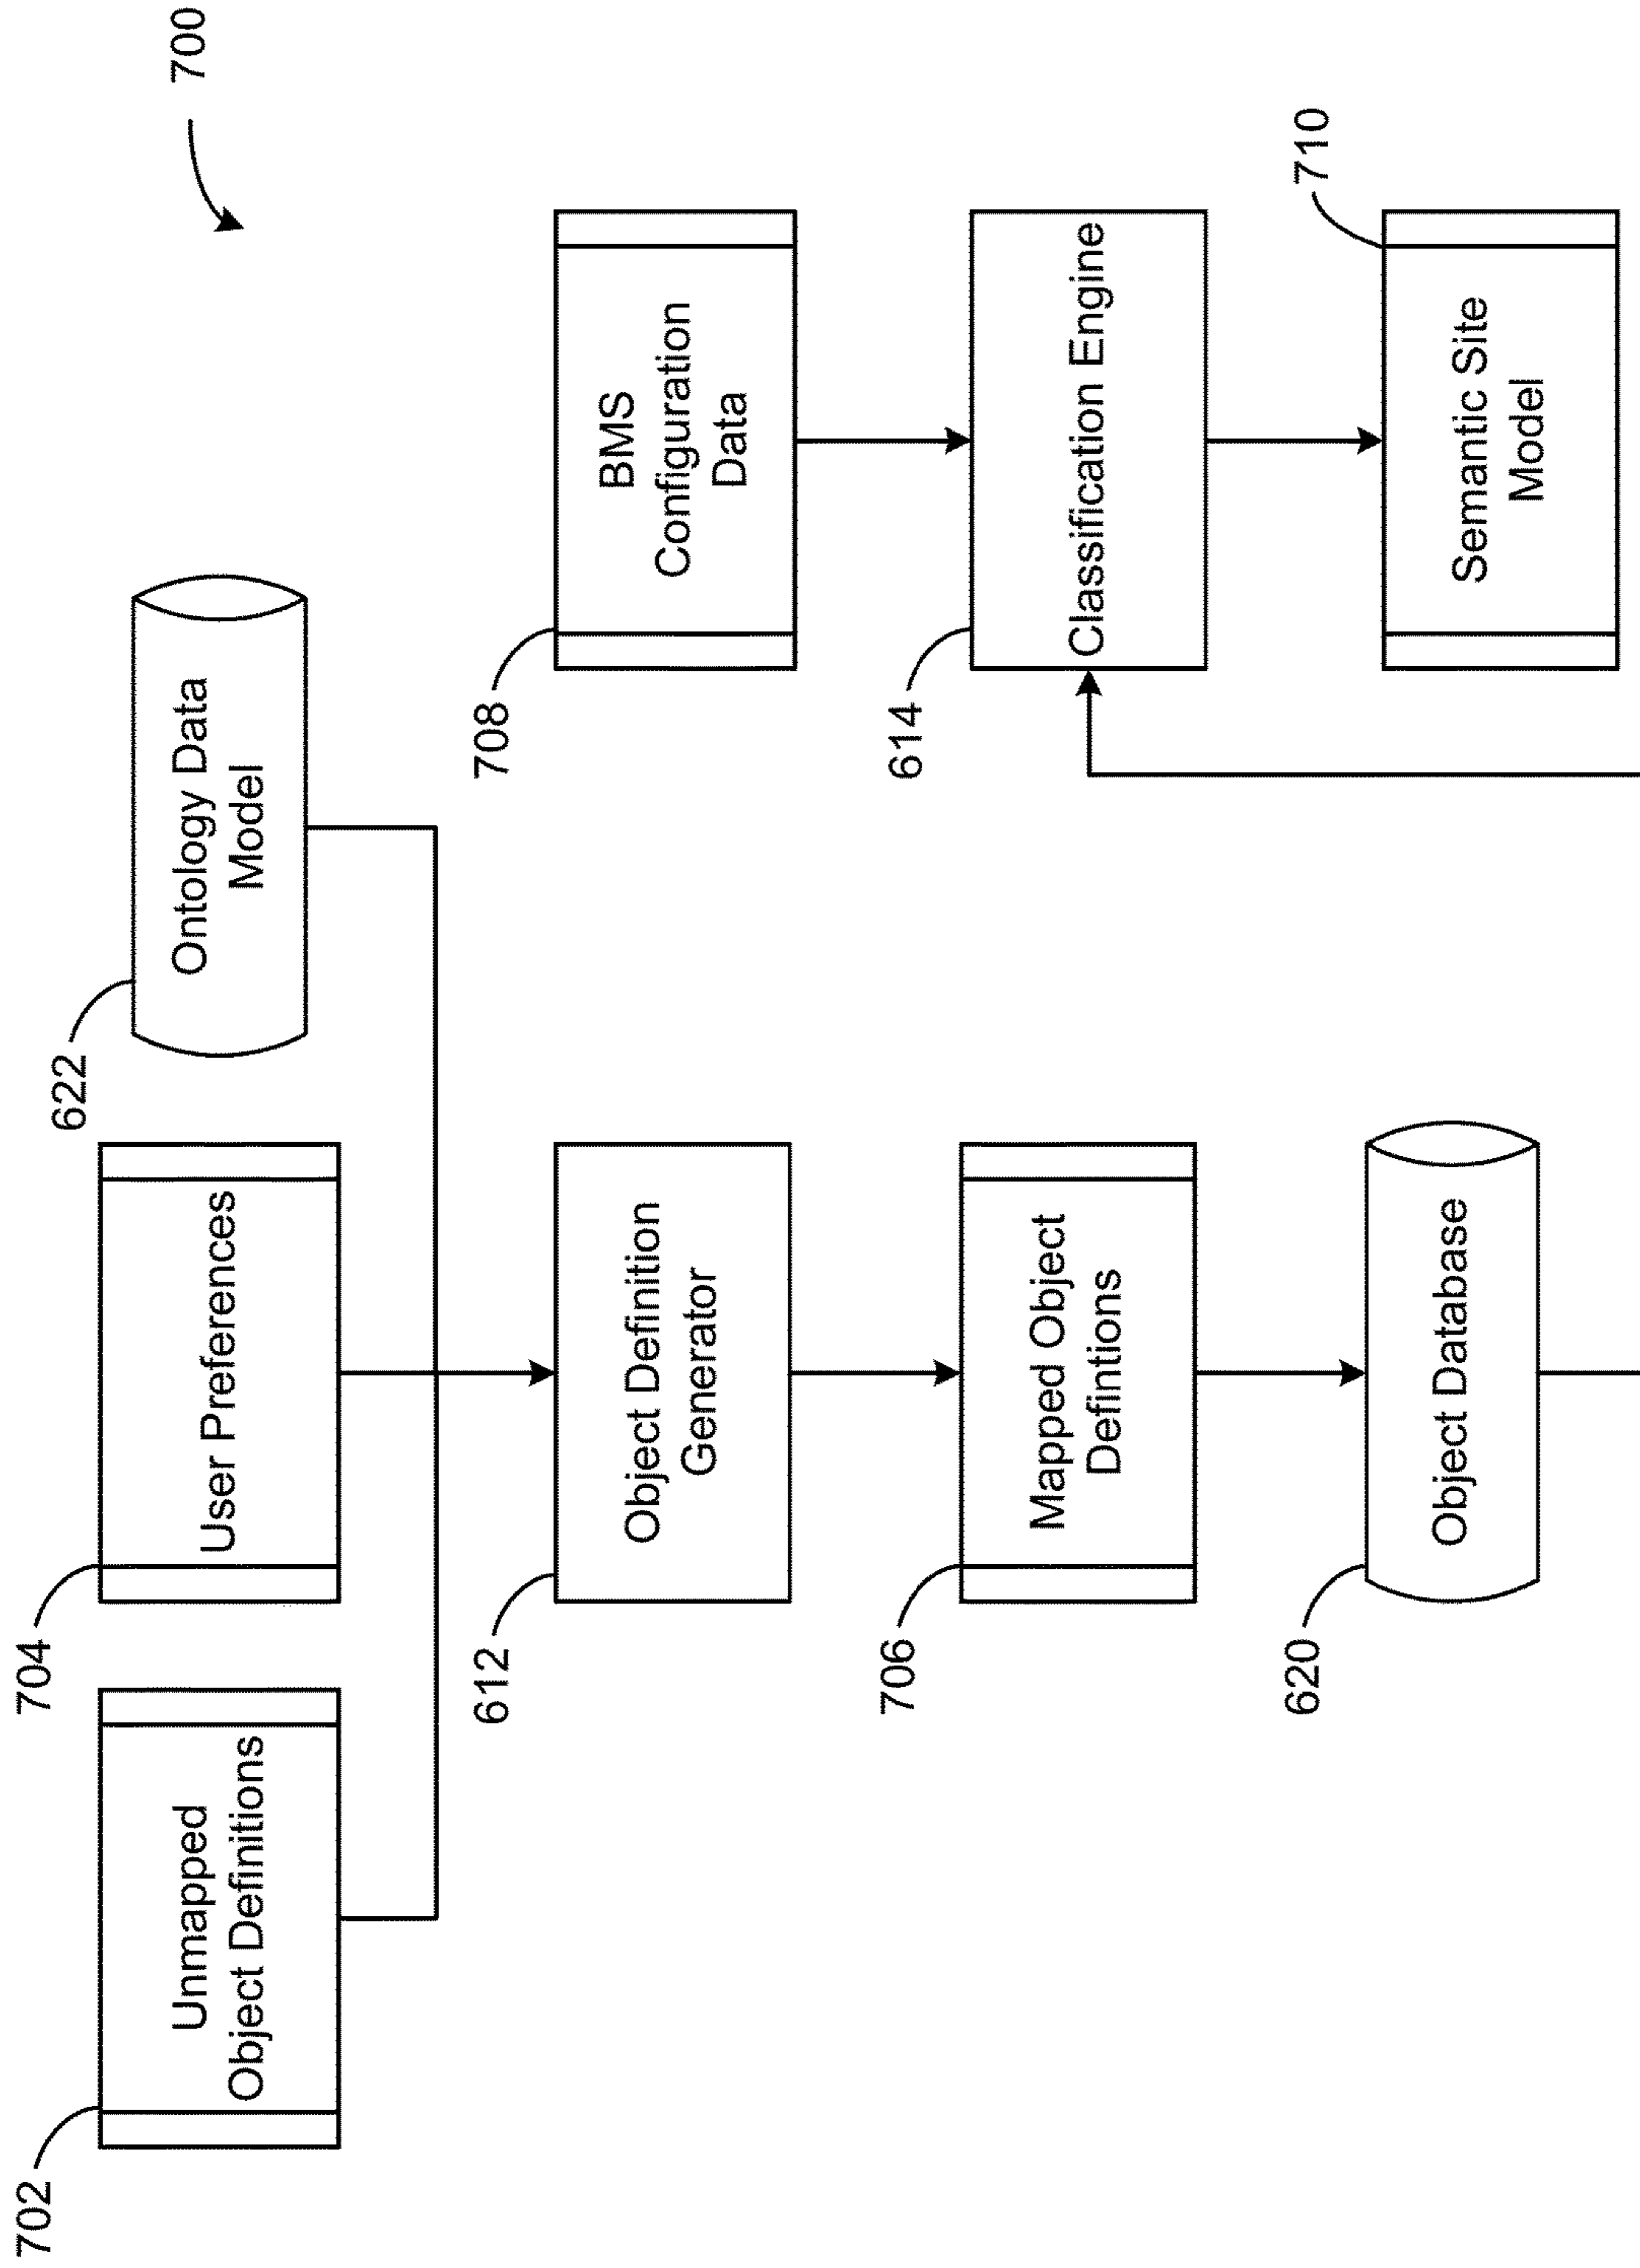 700
702
Unmapped
Object Definitions
704
User Preferences
622
Ontology Data
Model
612
Object Definition
Generator
708
BMS
Configuration
Data
706
Mapped Object
Defintions
614
Classification Engine
620
Object Database
710
Semantic Site
Model